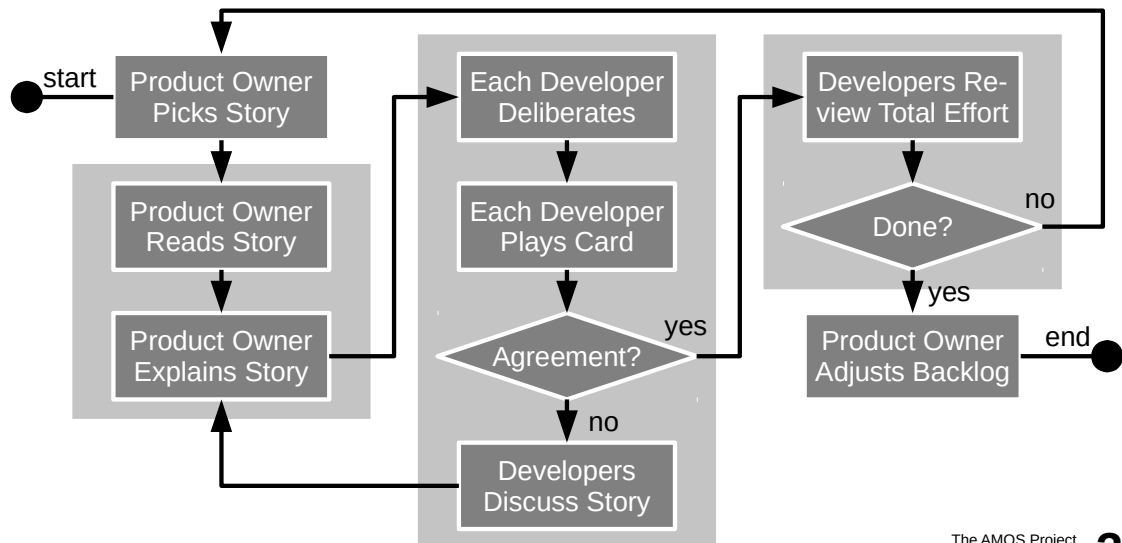 start
Product Owner
Picks Story
Product Owner
Reads Story
Product Owner
Explains Story
Each Developer
Deliberates
Each Developer
Plays Card
Agreement?
yes
no
Developers
Discuss Story
Developers Re-
view Total Effort
Done?
no
yes
Product Owner
Adjusts Backlog
end
The AMOS Project